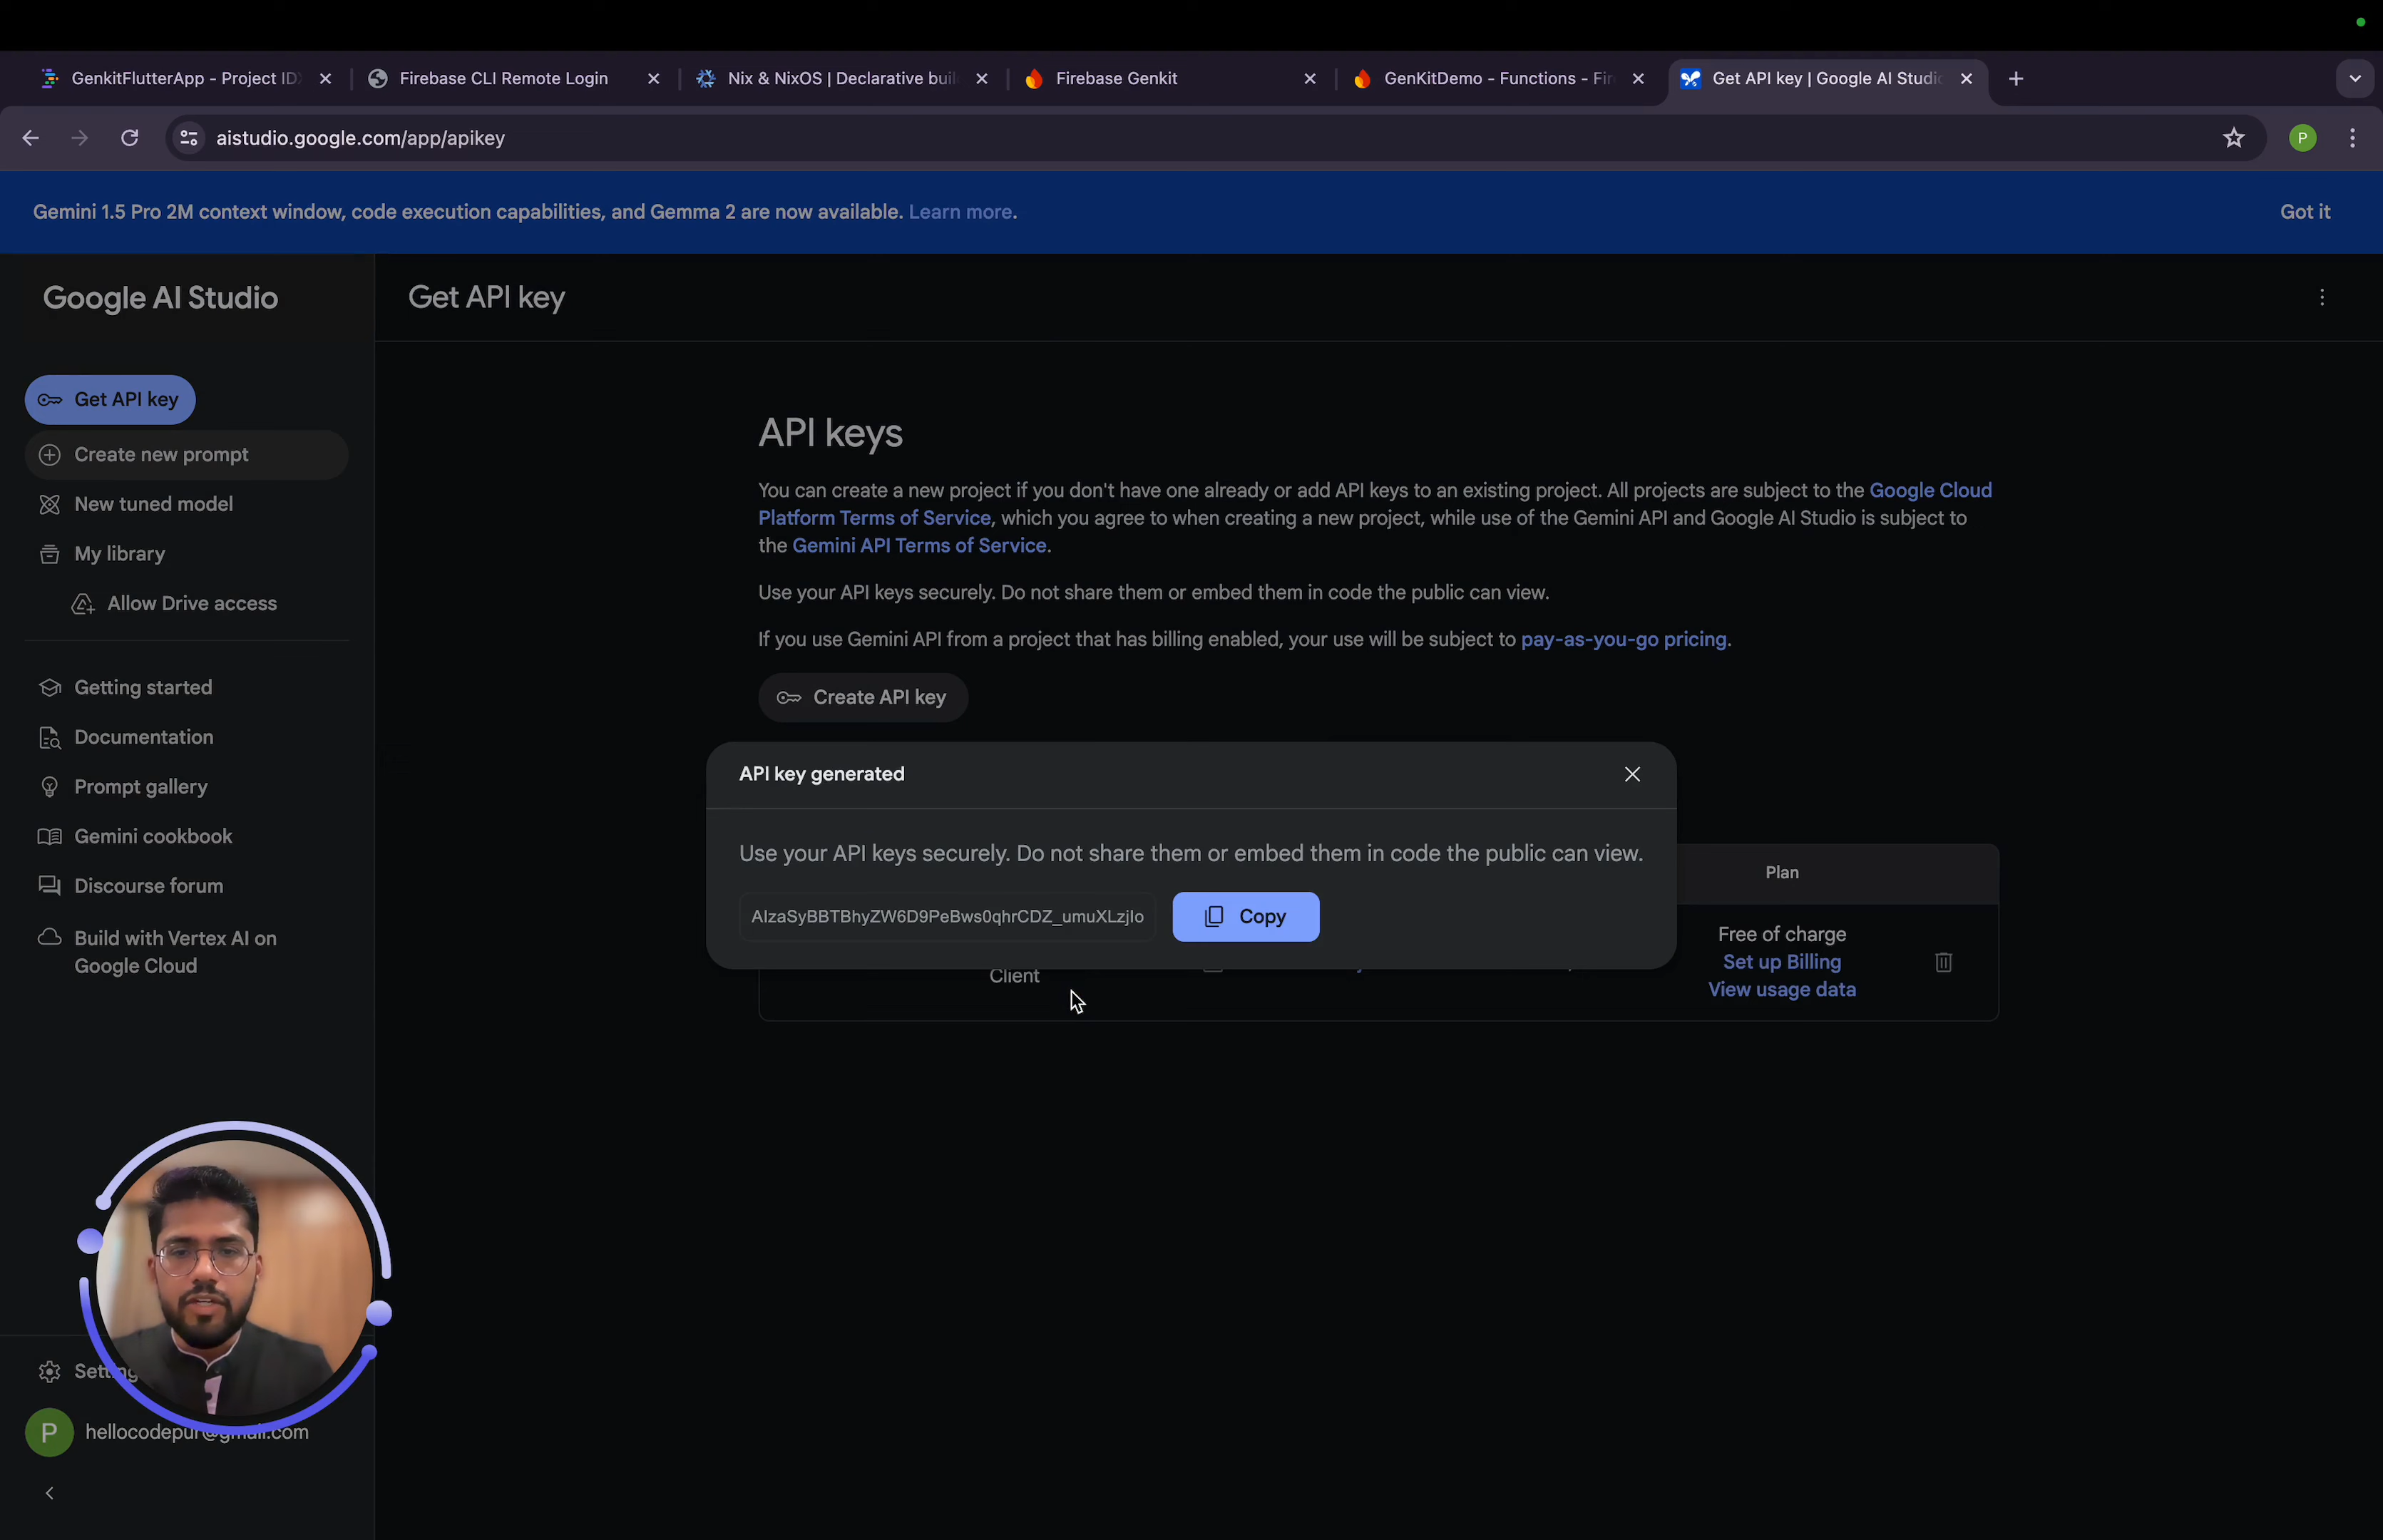 GenkitFlutterApp - Project IDX
Firebase CLI Remote Login
Nix & NixOS | Declarative buil
Firebase Genkit
GenKitDemo - Functions - Fir
Get API key | Google AI Studi
aistudio.google.com/app/apikey
P
Gemini 1.5 Pro 2M context window, code execution capabilities, and Gemma 2 are now available. Learn more.
Got it
Google AI Studio
Get API key
Create new prompt
New tuned model
My library
Allow Drive access
Getting started
Documentation
Prompt gallery
Gemini cookbook
Discourse forum
Build with Vertex AI on
Google Cloud
P
Get API key
API keys
You can create a new project if you don't have one already or add API keys to an existing project. All projects are subject to the Google Cloud
Platform Terms of Service, which you agree to when creating a new project, while use of the Gemini API and Google AI Studio is subject to
the Gemini API Terms of Service.
Use your API keys securely. Do not share them or embed them in code the public can view.
If you use Gemini API from a project that has billing enabled, your use will be subject to pay-as-you-go pricing.
Create API key
API key generated
Use your API keys securely. Do not share them or embed them in code the public can view.
AIzaSyBBTBhyZW6D9PeBws0qhrCDZ_umuXLzjIo
Copy
Client
Plan
Free of charge
Set up Billing
View usage data